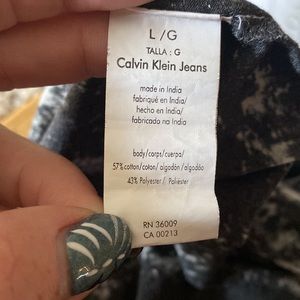 L/G
TALLA : G
Calvin Klein Jeans
made in India
fabriqué en India/
hecho en India/
fabricado na India
body/corps/cuerpo/
57% cotton/coton/ algodón /algodão
43% Polyester / Poliéster
RN 36009
CA 00213